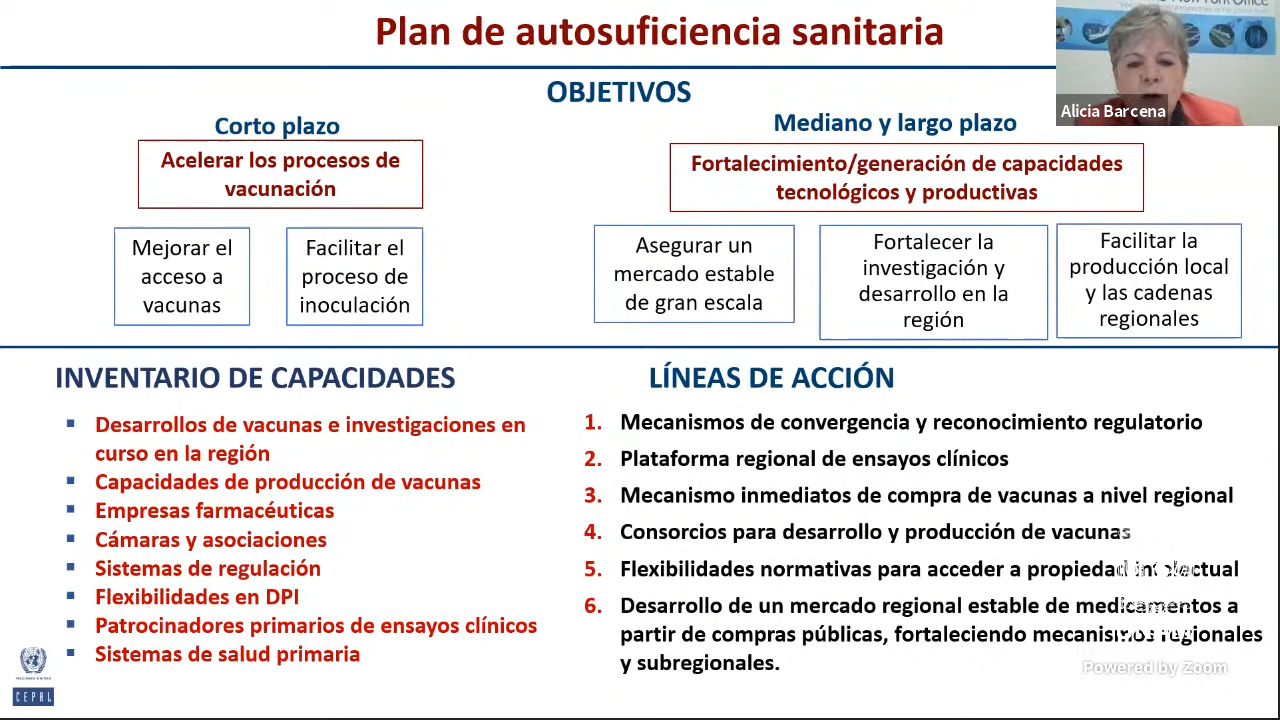 Plan de autosuficiencia sanitaria
Alicia Barcena
OBJETIVOS
Corto plazo
Acelerar los procesos de
vacunación
Mejorar el
acceso a
vacunas
Facilitar el
proceso de
inoculación
Mediano y largo plazo
Fortalecimiento/generación de capacidades
tecnológicos y productivas
Asegurar un
mercado estable
de gran escala
Fortalecer la
investigación y
desarrollo en la
región
Facilitar la
producción local
y las cadenas
regionales
INVENTARIO DE CAPACIDADES
Desarrollos de vacunas e investigaciones en
curso en la región
Capacidades de producción de vacunas
Empresas farmacéuticas
Cámaras y asociaciones
Sistemas de regulación
Flexibilidades en DPI
Patrocinadores primarios de ensayos clínicos
Sistemas de salud primaria
LÍNEAS DE ACCIÓN
1. Mecanismos de convergencia y reconocimiento regulatorio
2. Plataforma regional de ensayos clínicos
3. Mecanismo inmediatos de compra de vacunas a nivel regional
4. Consorcios para desarrollo y producción de vacunas
5. Flexibilidades normativas para acceder a propiedad intelectual
6. Desarrollo de un mercado regional estable de medicamentos a
partir de compras públicas, fortaleciendo mecanismos regionales
y subregionales.
NACIONES UNIDAS
CEPAL
Powered by Zoom